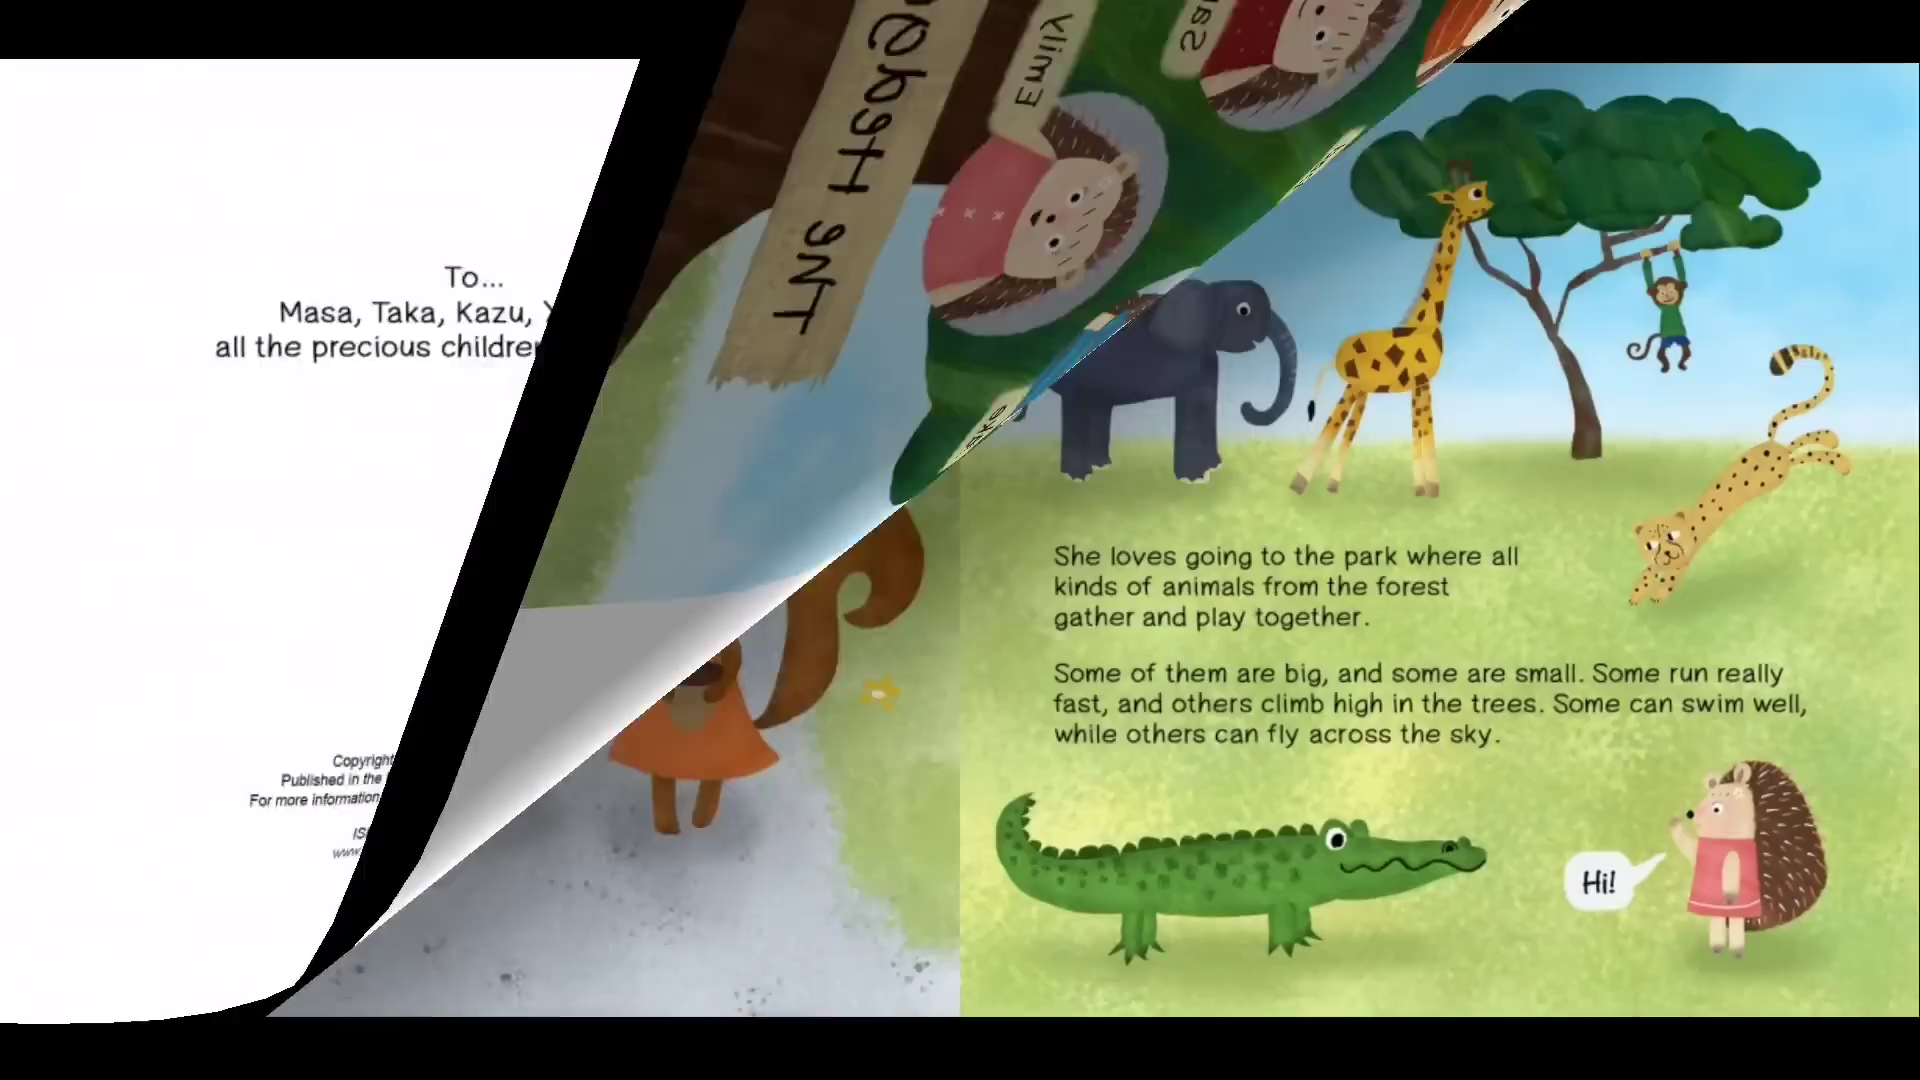 To...
Masa, Taka, Kazu,
all the precious
Copyright
Published in the
For more information
The
Emily
She loves going to the park where all
kinds of animals from the forest
gather and play together.
Some of them are big, and some are small. Some run really
fast, and others climb high in the trees. Some can swim well,
while others can fly across the sky.
Hi!